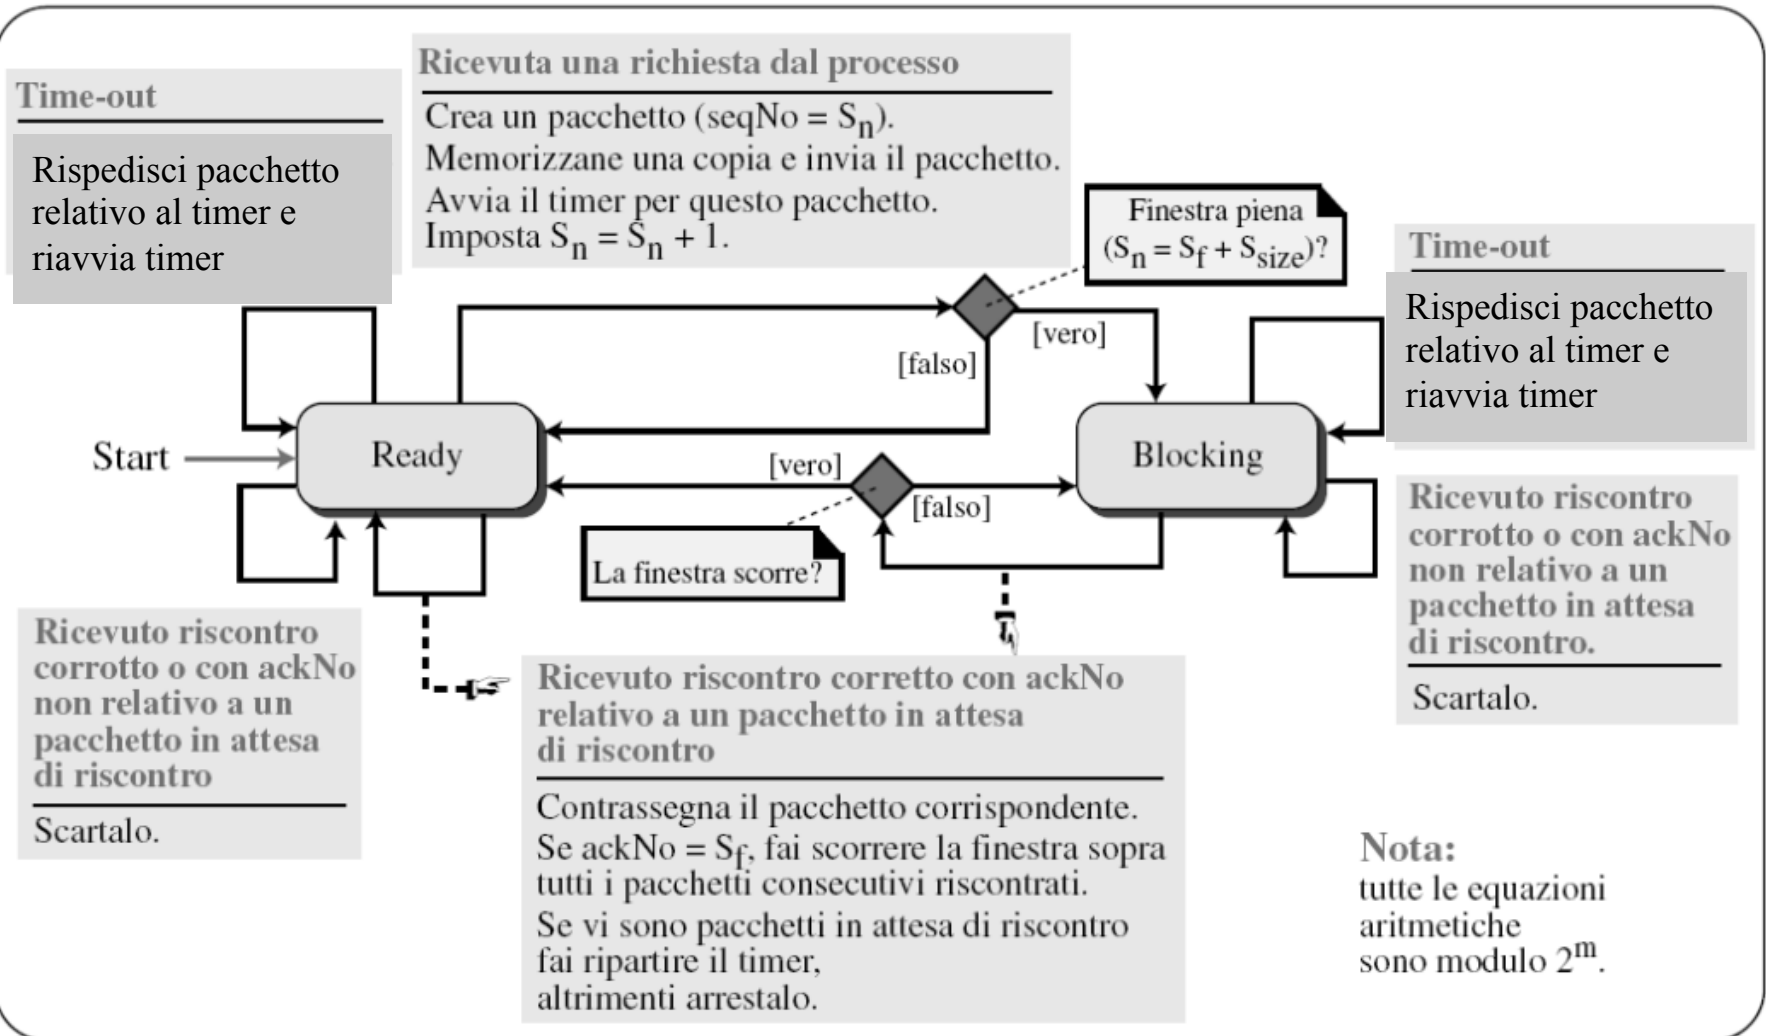 Time-out
Rispedisci pacchetto
relativo al timer e
riavvia timer
Ricevuta una richiesta dal processo
Crea un pacchetto (seqNo = Sn).
Memorizzane una copia e invia il pacchetto.
Avvia il timer per questo pacchetto.
Imposta Sn = Sn + 1.
Finestra piena
(Sn = Sf + Ssize)?
Time-out
Rispedisci pacchetto
relativo al timer e
riavvia timer
[vero]
[falso]
Start
Ready
Blocking
[vero]
[falso]
La finestra scorre?
Ricevuto riscontro
corrotto o con ackNo
non relativo a un
pacchetto in attesa
di riscontro
Scartalo.
Ricevuto riscontro corretto con ackNo
relativo a un pacchetto in attesa
di riscontro
Contrassegna il pacchetto corrispondente.
Se ackNo = Sf, fai scorrere la finestra sopra
tutti i pacchetti consecutivi riscontrati.
Se vi sono pacchetti in attesa di riscontro
fai ripartire il timer,
altrimenti arrestalo.
Ricevuto riscontro
corrotto o con ackNo
non relativo a un
pacchetto in attesa
di riscontro.
Scartalo.
Nota:
tutte le equazioni
aritmetiche
sono modulo 2^m.